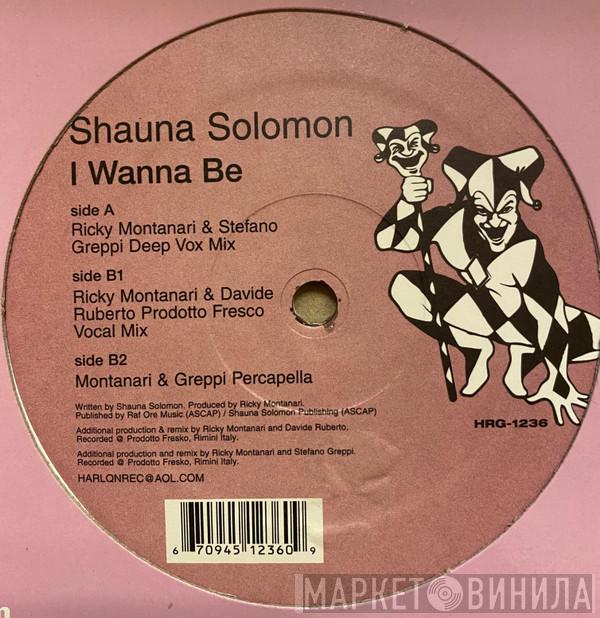 Shauna Solomon
I Wanna Be
side A
Ricky Montanari & Stefano
Greppi Deep Vox Mix
side B1
Ricky Montanari & Davide
Ruberto Prodotto Fresco
Vocal Mix
side B2
Montanari & Greppi Percapella
Written by Shauna Solomon. Produced by Ricky Montanari.
Published by Raf Ore Music (ASCAP) / Shauna Solomon Publishing (ASCAP)
Additional production & remix by Ricky Montanari and Davide Ruberto.
Recorded @ Prodotto Fresko, Rimini Italy.
Additional production and remix by Ricky Montanari and Stefano Greppi.
Recorded @ Prodotto Fresko, Rimini Italy.
HARLQNREC@AOL.COM
HRG-1236
6 70945 12360 9
МАРКЕТ ВИНИЛА